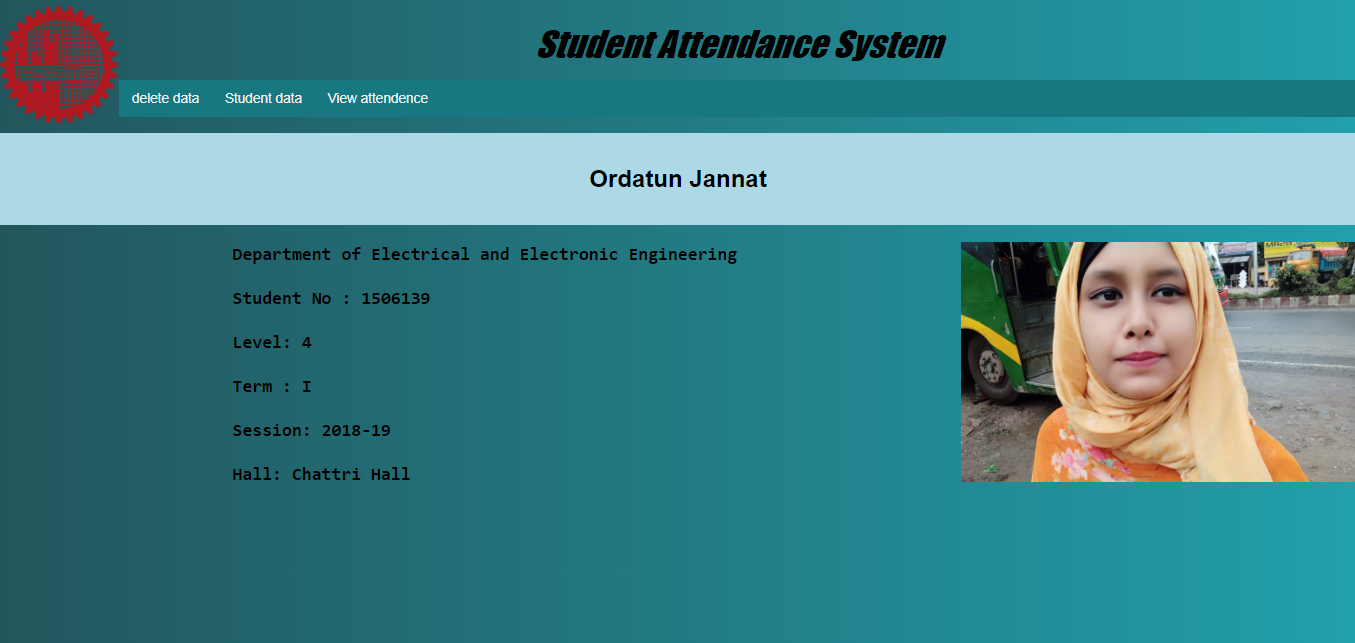 Student Attendance System
delete data Student data View attendence
Ordatun Jannat
Department of Electrical and Electronic Engineering
Student No : 1506139
Level: 4
Term : I
Session: 2018-19
Hall: Chattri Hall